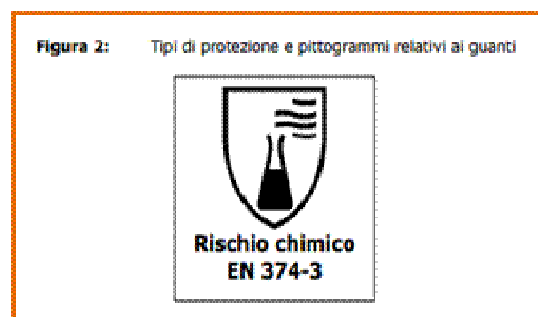 Figura 2: Tipi di protezione e pittogrammi relativi ai guanti
Rischio chimico
EN 374-3